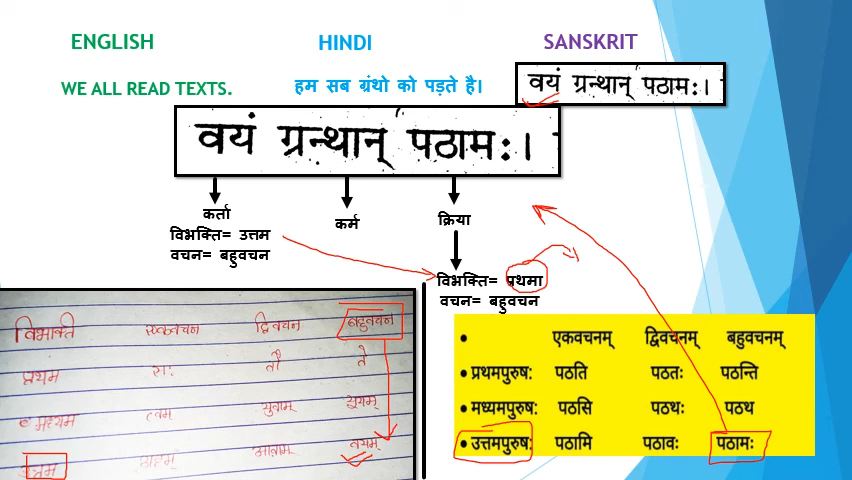 ENGLISH HINDI SANSKRIT
WE ALL READ TEXTS. हम सब ग्रंथो को पड़ते है। वयं ग्रन्थान् पठामः।
वयं ग्रन्थान् पठामः।
कर्ता कर्म क्रिया
विभक्ति= उत्तम
वचन= बहुवचन
विभक्ति= प्रथमा
वचन= बहुवचन
विभक्ति एकवचन द्विवचन बहुवचन
प्रथम सः तौ ते
मध्यम त्वम युवाम् यूयम्
उत्तम अहम् आवाम् वयम्
• एकवचनम् द्विवचनम् बहुवचनम्
• प्रथमपुरुषः पठति पठतः पठन्ति
• मध्यमपुरुषः पठसि पठथः पठथ
• उत्तमपुरुषः पठामि पठावः पठामः